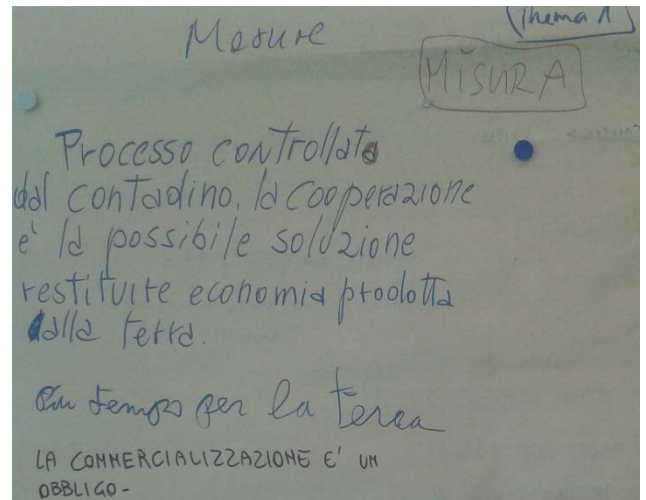 Mesure
Thema 1
MISURA
Processo controllato
dal contadino, la cooperazione
e' la possibile soluzione
restituire economia prodotta
dalla terra.
tempo per la terra
LA COMMERCIALIZZAZIONE E' UN
OBBLIGO-